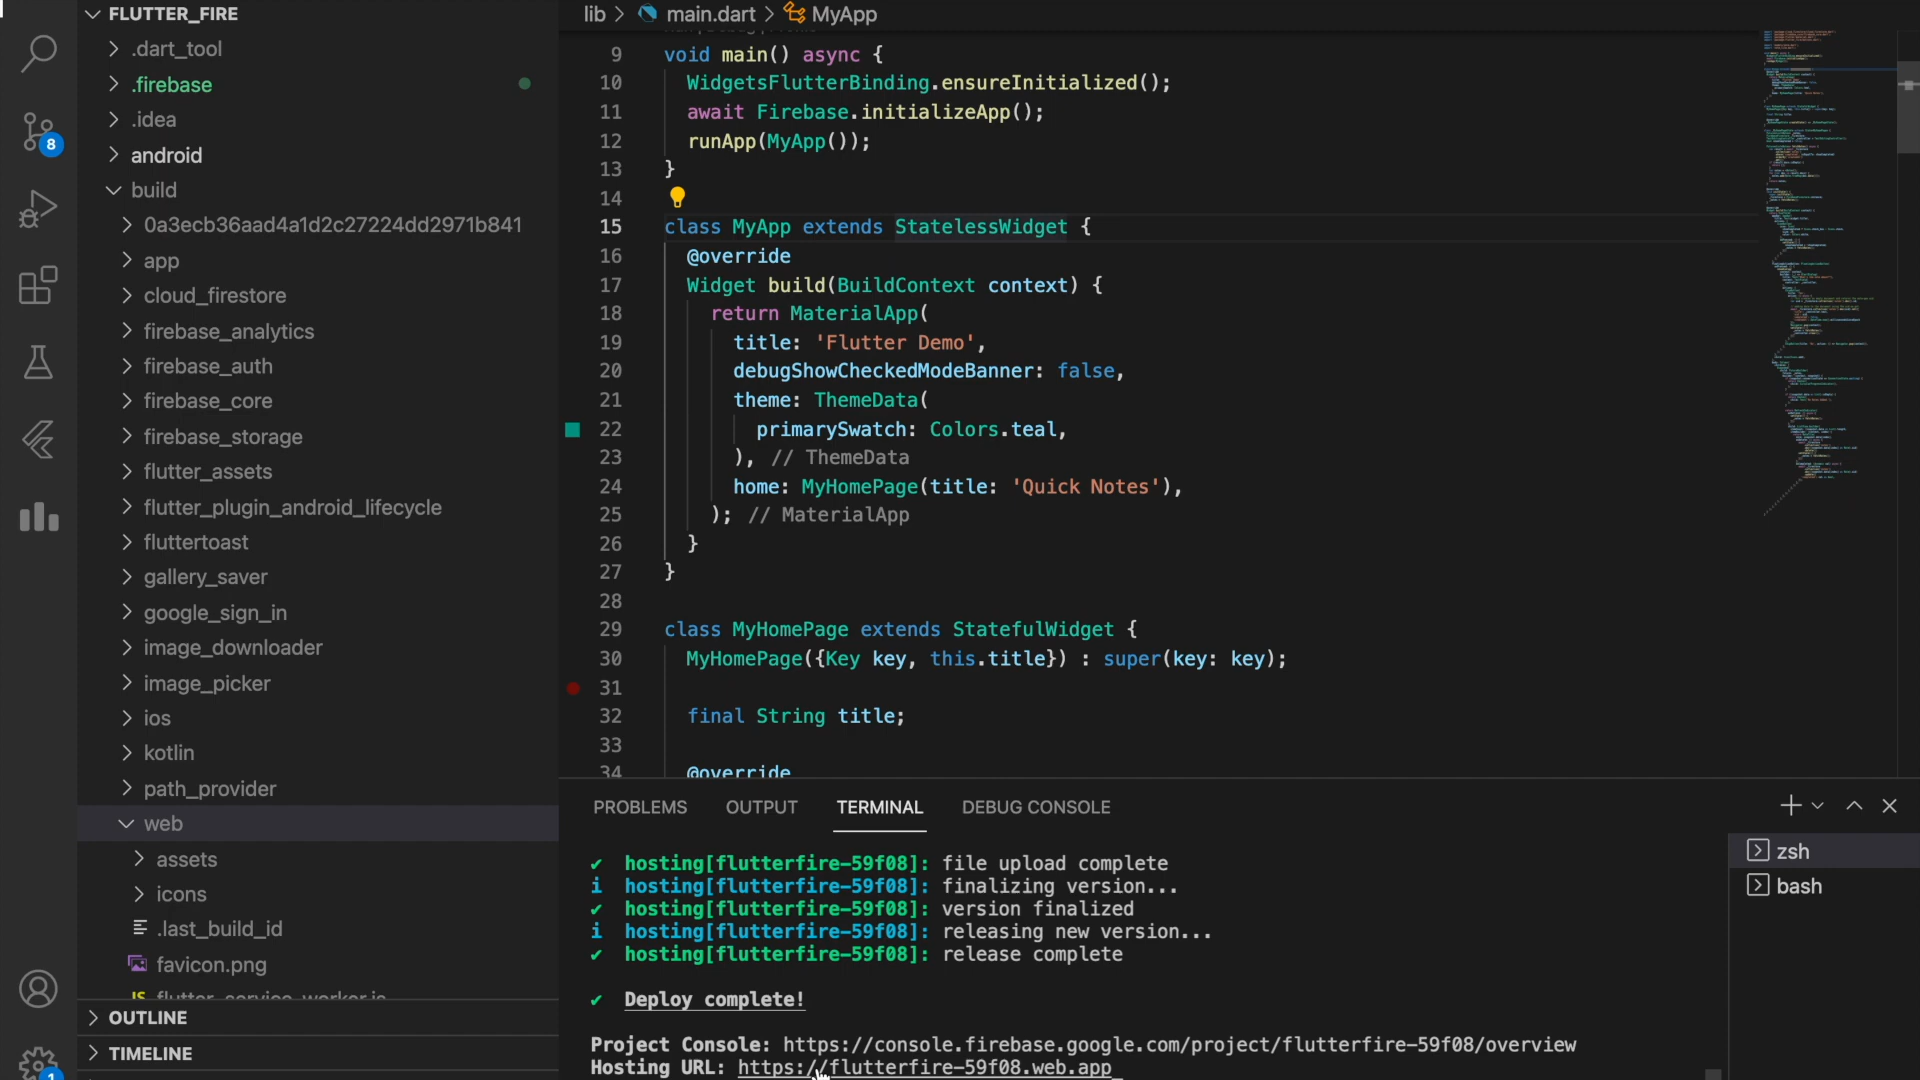 FLUTTER_FIRE
.dart_tool
.firebase
.idea
android
build
0a3ecb36aad4a1d2c27224dd2971b841
app
cloud_firestore
firebase_analytics
firebase_auth
firebase_core
firebase_storage
flutter_assets
flutter_plugin_android_lifecycle
fluttertoast
gallery_saver
google_sign_in
image_downloader
image_picker
ios
kotlin
path_provider
web
assets
icons
.last_build_id
favicon.png
JS flutter_service_worker.js
OUTLINE
TIMELINE
8
1
lib > main.dart > MyApp
9 void main() async {
10 WidgetsFlutterBinding.ensureInitialized();
11 await Firebase.initializeApp();
12 runApp(MyApp());
13 }
14
15 class MyApp extends StatelessWidget {
16 @override
17 Widget build(BuildContext context) {
18 return MaterialApp(
19 title: 'Flutter Demo',
20 debugShowCheckedModeBanner: false,
21 theme: ThemeData(
22 primarySwatch: Colors.teal,
23 ), // ThemeData
24 home: MyHomePage(title: 'Quick Notes'),
25 ); // MaterialApp
26 }
27 }
28
29 class MyHomePage extends StatefulWidget {
30 MyHomePage({Key key, this.title}) : super(key: key);
31
32 final String title;
33
34 @override
PROBLEMS OUTPUT TERMINAL DEBUG CONSOLE
✔ hosting[flutterfire-59f08]: file upload complete
i hosting[flutterfire-59f08]: finalizing version...
✔ hosting[flutterfire-59f08]: version finalized
i hosting[flutterfire-59f08]: releasing new version...
✔ hosting[flutterfire-59f08]: release complete
✔ Deploy complete!
Project Console: https://console.firebase.google.com/project/flutterfire-59f08/overview
Hosting URL: https://flutterfire-59f08.web.app
zsh
bash